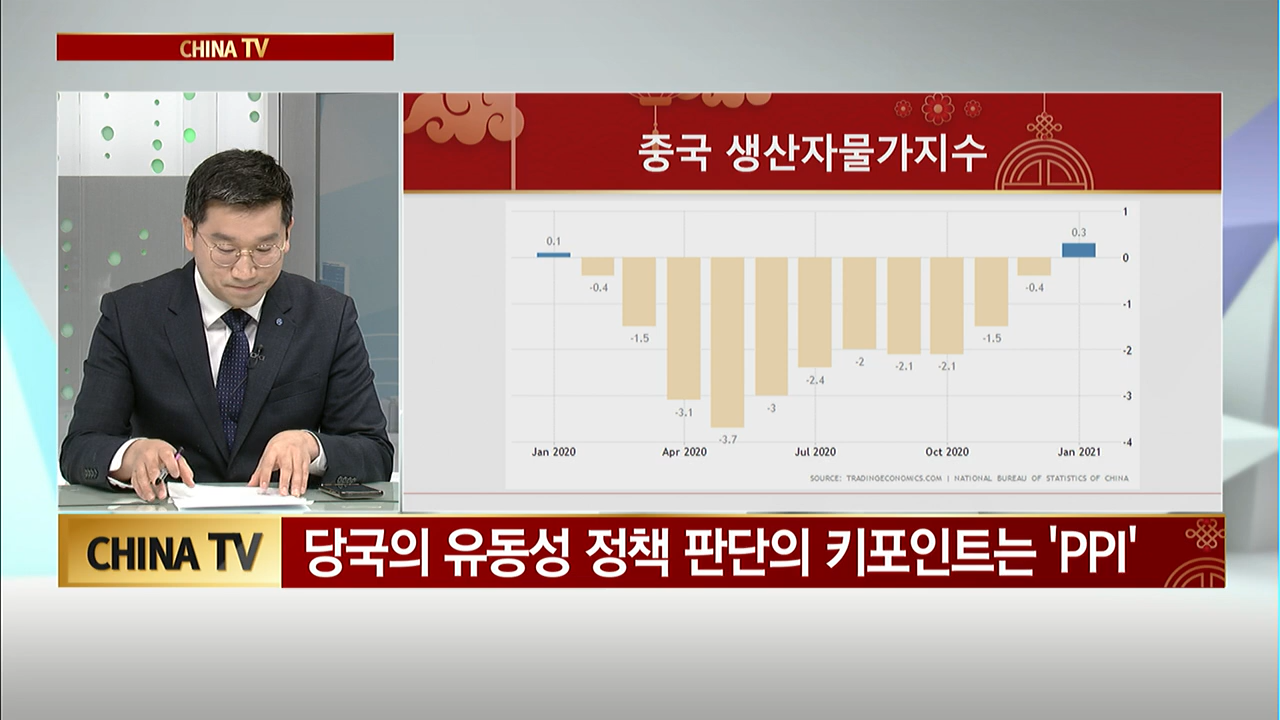 CHINA TV
중국 생산자물가지수
1
0.1
0.3
0
-0.4
-0.4
-1
-1.5
-1.5
-2
-2
-2.1
-2.1
-2.4
-3
-3
-3.1
-3.7
-4
Jan 2020
Apr 2020
Jul 2020
Oct 2020
Jan 2021
SOURCE: TRADINGECONOMICS.COM | NATIONAL BUREAU OF STATISTICS OF CHINA
CHINA TV
당국의 유동성 정책 판단의 키포인트는 'PPI'